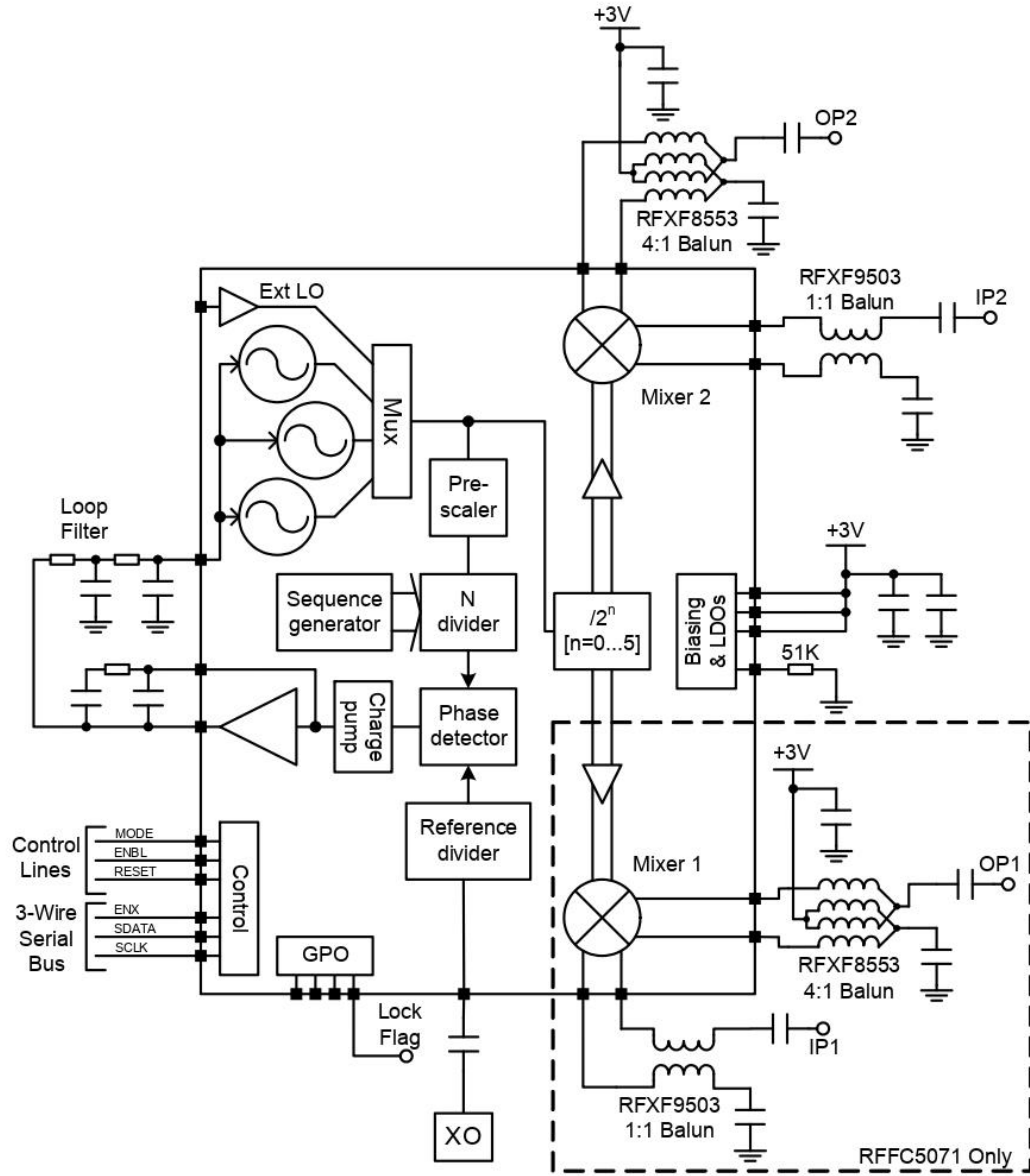 +3V
OP2
RFXF8553
4:1 Balun
RFXF9503
1:1 Balun
IP2
Ext LO
Mux
Mixer 2
Pre-
scaler
Loop
Filter
Sequence
generator
N
divider
/2ⁿ
[n=0...5]
Biasing
& LDOs
+3V
51K
Charge
pump
Phase
detector
Reference
divider
Control
Lines
MODE
ENBL
RESET
3-Wire
Serial
Bus
ENX
SDATA
SCLK
Control
GPO
Lock
Flag
XO
Mixer 1
+3V
OP1
RFXF8553
4:1 Balun
IP1
RFXF9503
1:1 Balun
RFFC5071 Only